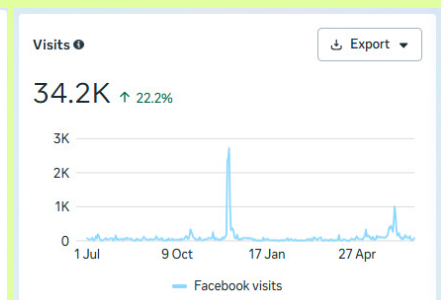 Visits
Export
34.2K ↑ 22.2%
3K
2K
1K
0
1 Jul 9 Oct 17 Jan 27 Apr
Facebook visits